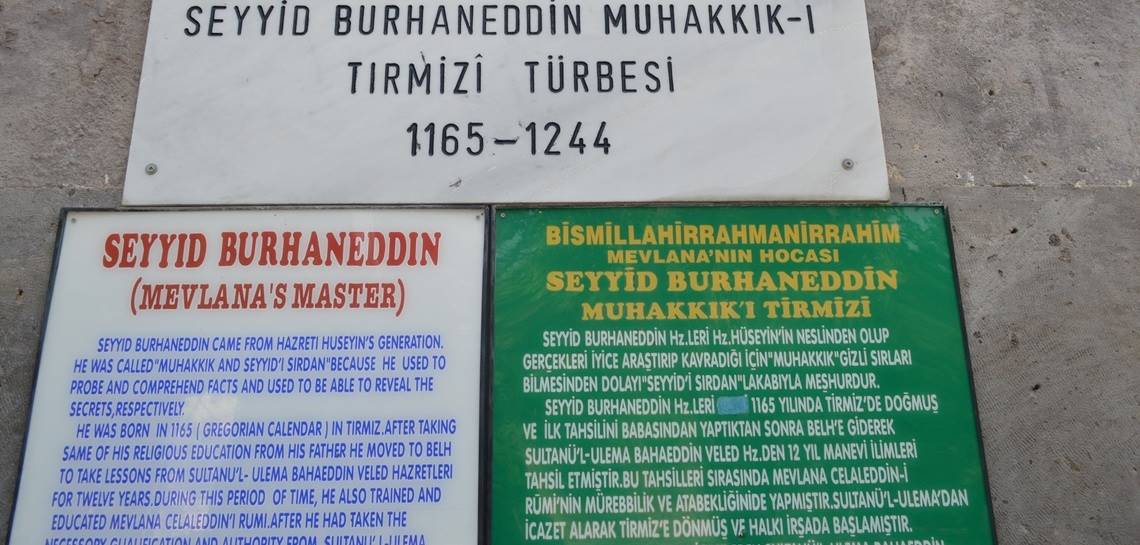 SEYYİD BURHANEDDİN MUHAKKIK-I
TIRMIZÎ TÜRBESİ
1165-1244
SEYYID BURHANEDDIN
(MEVLANA'S MASTER)
SEYYID BURHANEDDIN CAME FROM HAZRETI HUSEYIN'S GENERATION.
HE WAS CALLED"MUHAKKIK AND SEYYID'I SIRDAN"BECAUSE HE USED TO
PROBE AND COMPREHEND FACTS AND USED TO BE ABLE TO REVEAL THE
SECRETS,RESPECTIVELY.
HE WAS BORN IN 1165 ( GREGORIAN CALENDAR ) IN TIRMIZ.AFTER TAKING
SAME OF HIS RELIGIOUS EDUCATION FROM HIS FATHER HE MOVED TO BELH
TO TAKE LESSONS FROM SULTANU'L- ULEMA BAHAEDDIN VELED HAZRETLERI
FOR TWELVE YEARS.DURING THIS PERIOD OF TIME, HE ALSO TRAINED AND
EDUCATED MEVLANA CELALEDDIN'I RUMI.AFTER HE HAD TAKEN THE
NECESSARY QUALIFICATION AND AUTHORITY FROM SULTANU'L-ULEMA
BİSMİLLAHİRRAHMANİRRAHİM
MEVLANA'NIN HOCASI
SEYYİD BURHANEDDİN
MUHAKKIK'I TİRMİZİ
SEYYİD BURHANEDDİN Hz.LERİ Hz.HÜSEYİN'İN NESLİNDEN OLUP
GERÇEKLERİ İYİCE ARAŞTIRIP KAVRADIĞI İÇİN"MUHAKKIK"GİZLİ SIRLARI
BİLMESİNDEN DOLAYI"SEYYİD'İ SIRDAN"LAKABIYLA MEŞHURDUR.
SEYYİD BURHANEDDİN Hz.LERİ 1165 YILINDA TİRMİZ'DE DOĞMUŞ
VE İLK TAHSİLİNİ BABASINDAN YAPTIKTAN SONRA BELH'E GİDEREK
SULTANÜ'L-ULEMA BAHAEDDİN VELED Hz.DEN 12 YIL MANEVİ İLİMLERİ
TAHSİL ETMİŞTİR.BU TAHSİLLERİ SIRASINDA MEVLANA CELALEDDİN-İ
RUMİ'NİN MÜREBBİLİK VE ATABEKLİĞİNİDE YAPMIŞTIR.SULTANÜ'L-ULEMA'DAN
İCAZET ALARAK TİRMİZ'E DÖNMÜŞ VE HALKI İRŞADA BAŞLAMIŞTIR.